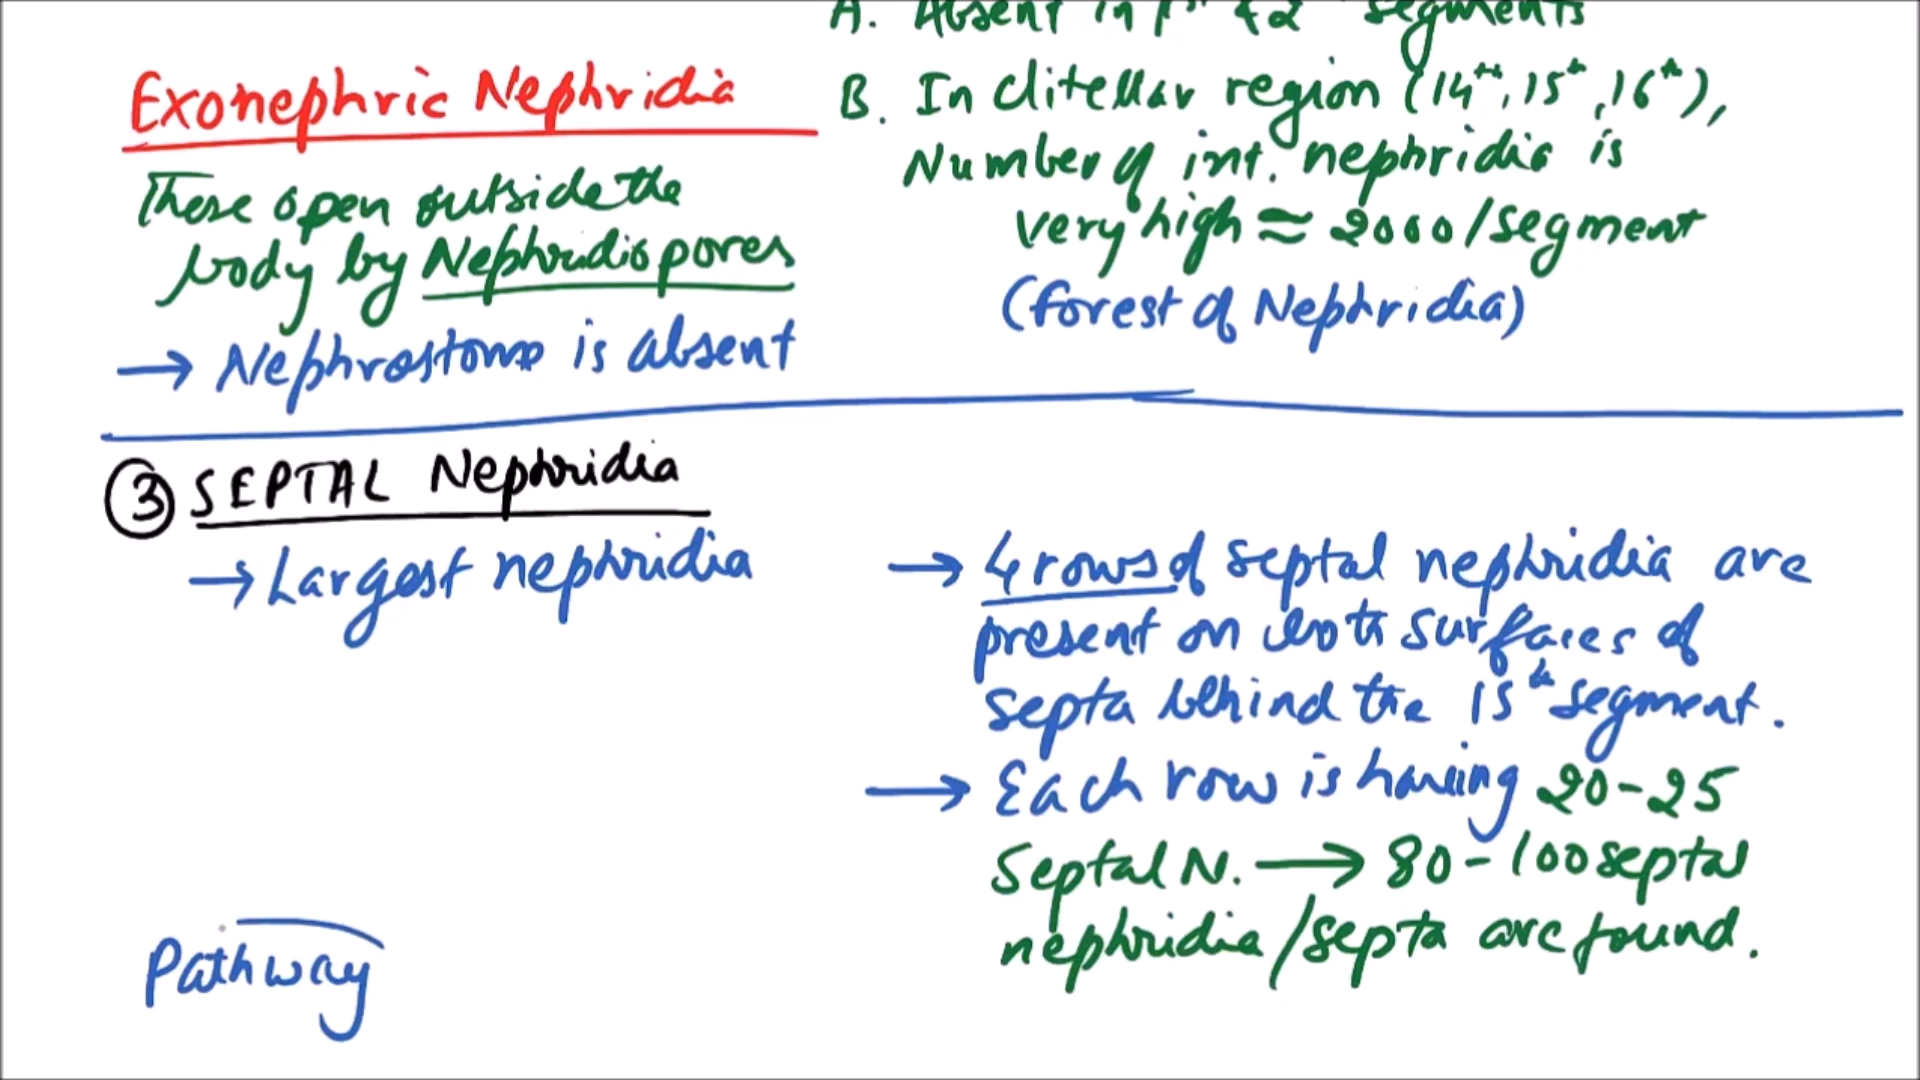 A. Absent in 1st & 2 segments
Exonephric Nephridia
These open outside the
body by Nephridiopores
→ Nephrostome is absent
B. In clitellar region (14th, 15th, 16th),
Number of int. nephridia is
very high ≈ 2000/segment
(forest of Nephridia)
③ SEPTAL Nephridia
→ Largest nephridia
→ 4 rows of septal nephridia are
present on both surfaces of
septa behind the 15th segment.
→ Each row is having 20-25
Septal N. → 80-100 septal
nephridia/septa are found.
Pathway